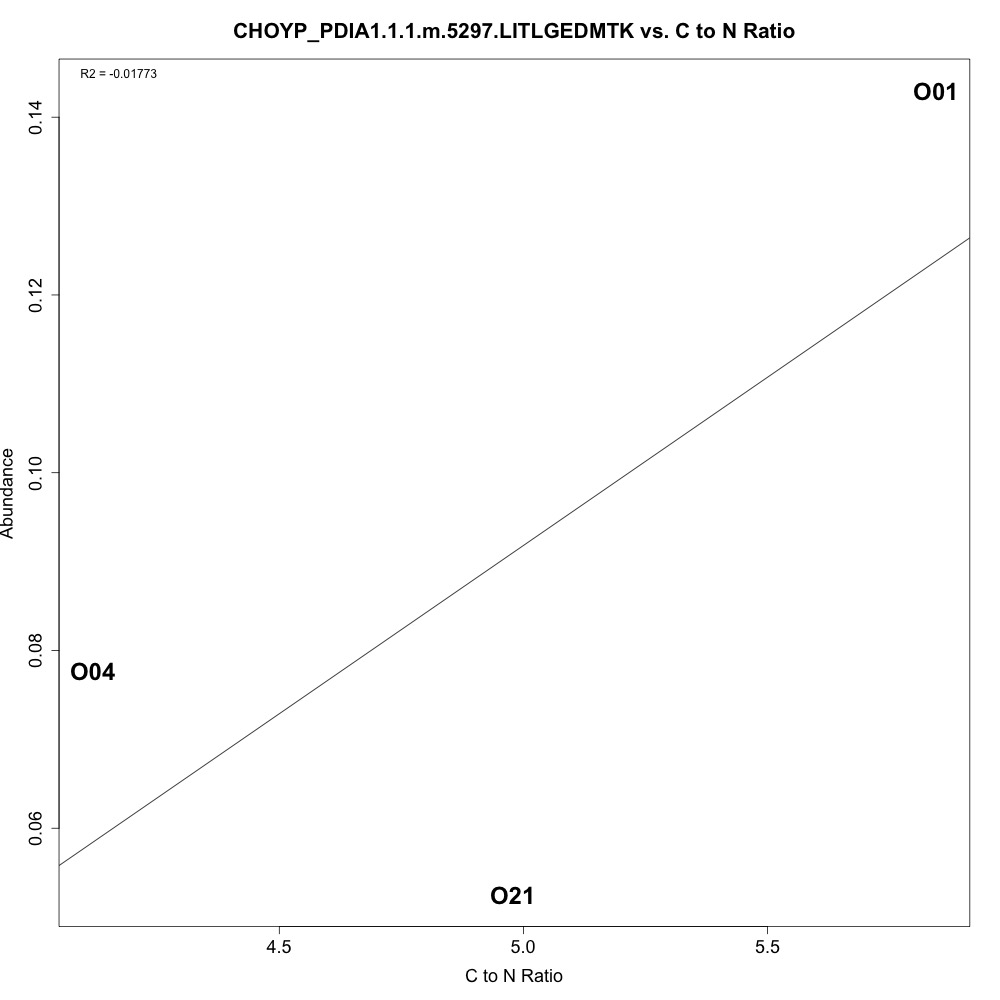 CHOYP_PDIA1.1.1.m.5297.LITLGEDMTK vs. C to N Ratio
R2 = -0.01773
O01
0.14
0.12
0.10
Abundance
0.08
O04
0.06
O21
4.5 5.0 5.5
C to N Ratio